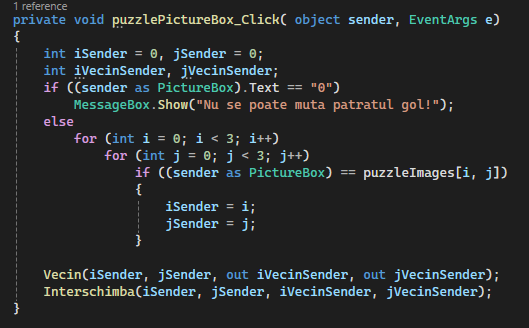 1 reference
private void puzzlePictureBox_Click( object sender, EventArgs e)
{
int iSender = 0, jSender = 0;
int iVecinSender, jVecinSender;
if ((sender as PictureBox).Text == "0")
MessageBox.Show("Nu se poate muta patratul gol!");
else
for (int i = 0; i < 3; i++)
for (int j = 0; j < 3; j++)
if ((sender as PictureBox) == puzzleImages[i, j])
{
iSender = i;
jSender = j;
}
Vecin(iSender, jSender, out iVecinSender, out jVecinSender);
Interschimba(iSender, jSender, iVecinSender, jVecinSender);
}